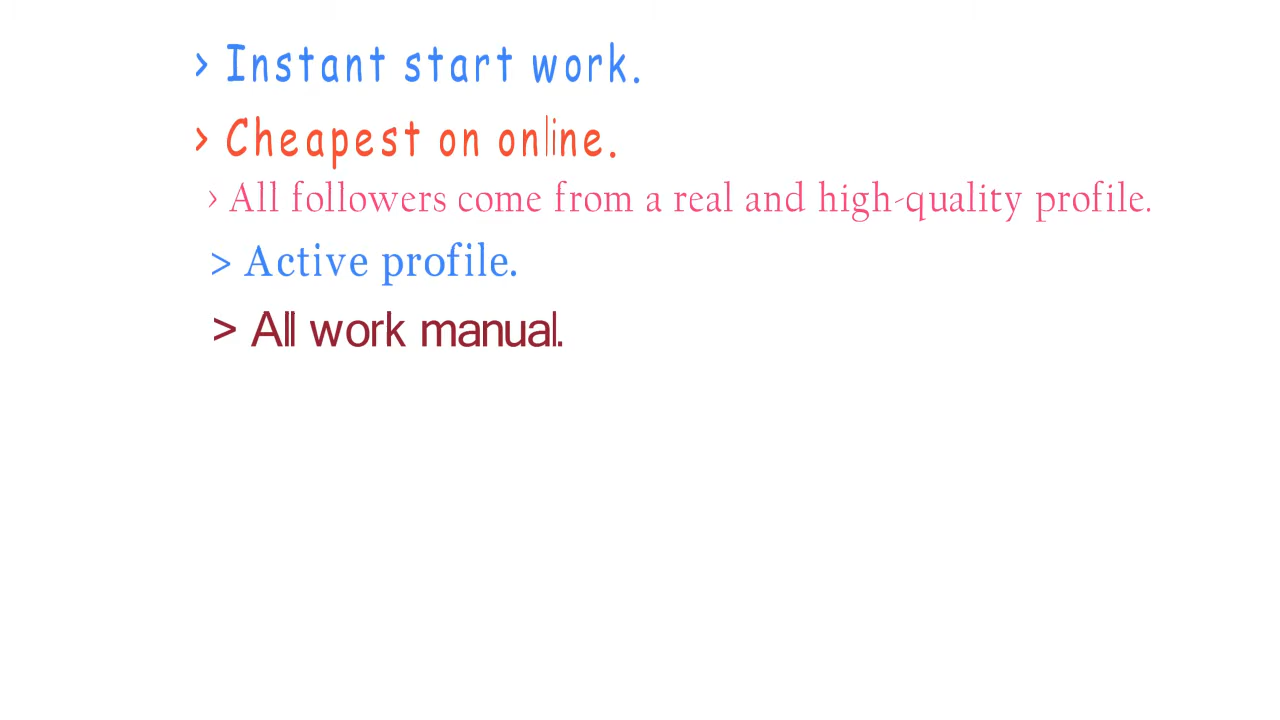 > Instant start work.
> Cheapest on online.
> All followers come from a real and high-quality profile.
> Active profile.
> All work manual.